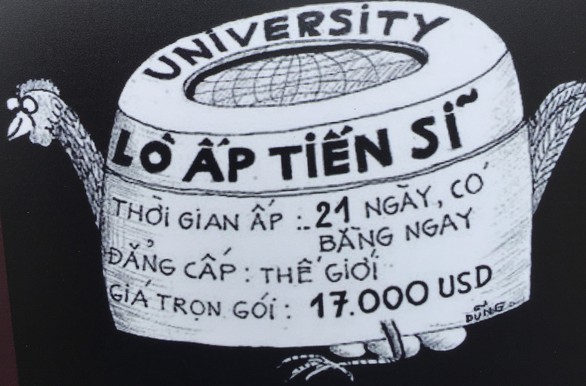 UNIVERSITY
LÒ ẤP TIẾN SĨ
THỜI GIAN ẤP : 21 NGÀY, CÓ
BẰNG NGAY
ĐẲNG CẤP : THẾ GIỚI
GIÁ TRỌN GÓI : 17.000 USD
DŨNG